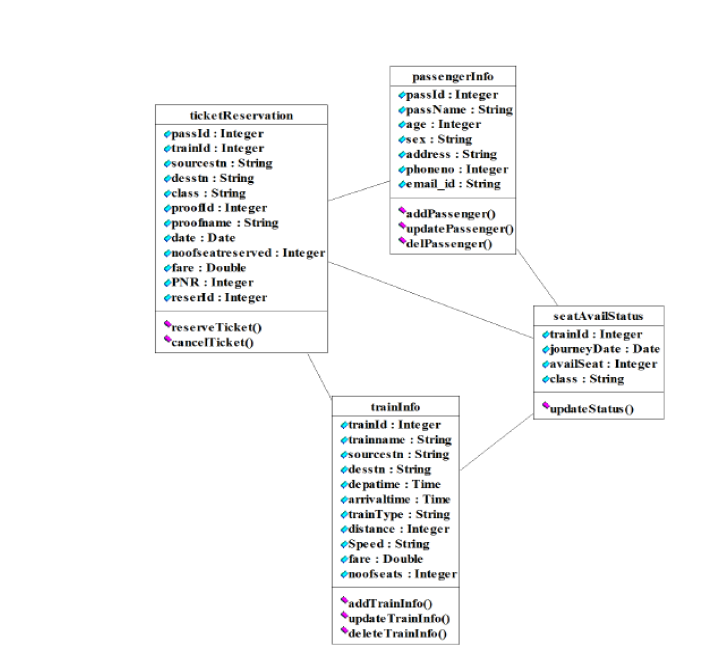 passengerInfo
passId : Integer
passName : String
age : Integer
sex : String
address : String
phoneno : Integer
email_id : String
addPassenger()
updatePassenger()
delPassenger()
ticketReservation
passId : Integer
trainId : Integer
sourcestn : String
desstn : String
class : String
proofId : Integer
proofname : String
date : Date
noofseatreserved : Integer
fare : Double
PNR : Integer
reserId : Integer
reserveTicket()
cancelTicket()
seatAvailStatus
trainId : Integer
journeyDate : Date
availSeat : Integer
class : String
updateStatus()
trainInfo
trainId : Integer
trainname : String
sourcestn : String
desstn : String
depatime : Time
arrivaltime : Time
trainType : String
distance : Integer
Speed : String
fare : Double
noofseats : Integer
addTrainInfo()
updateTrainInfo()
deleteTrainInfo()